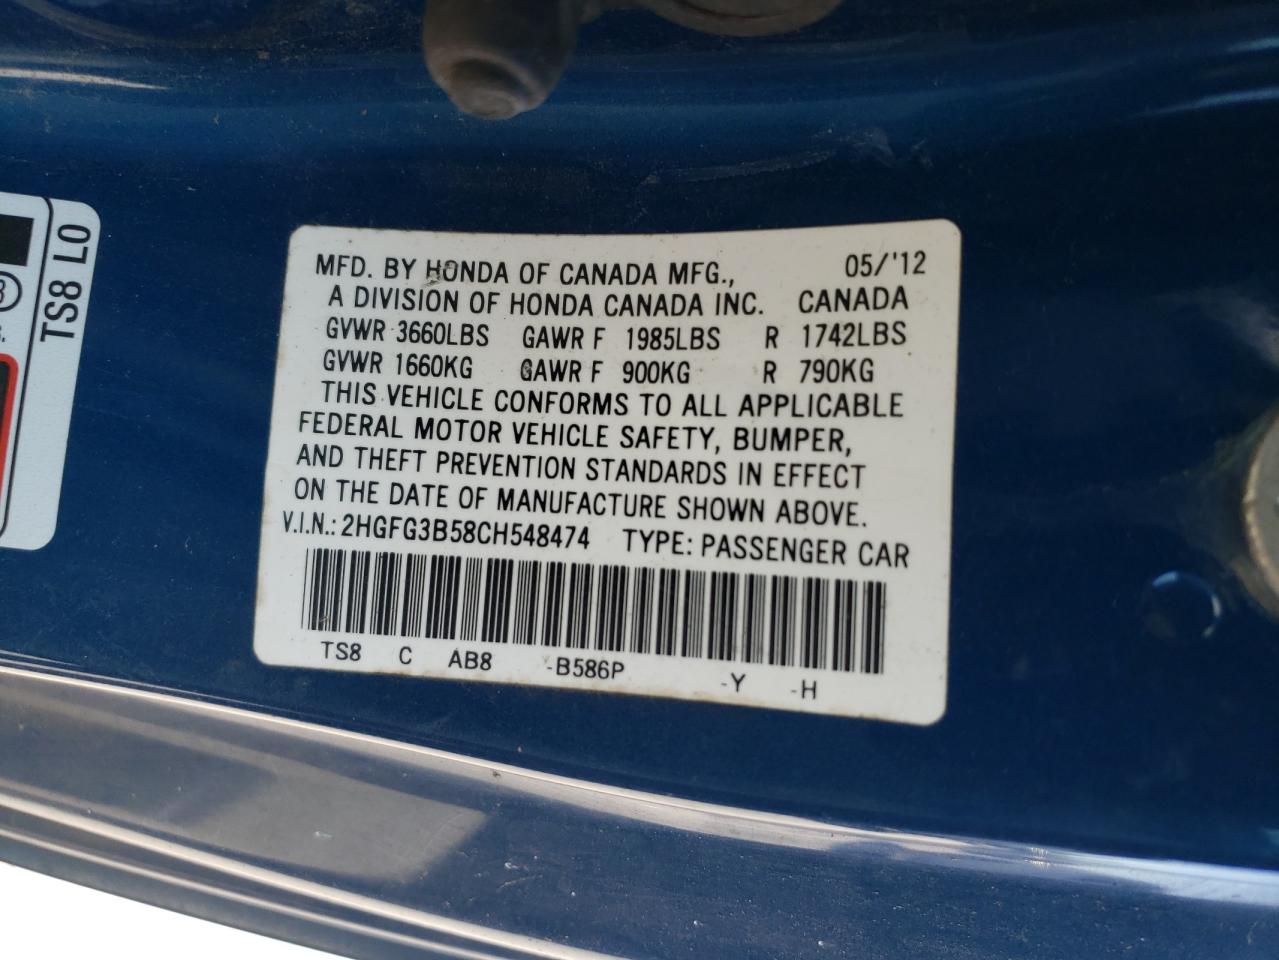 MFD. BY HONDA OF CANADA MFG., 05/'12
A DIVISION OF HONDA CANADA INC. CANADA
GVWR 3660LBS GAWR F 1985LBS R 1742LBS
GVWR 1660KG GAWR F 900KG R 790KG
THIS VEHICLE CONFORMS TO ALL APPLICABLE
FEDERAL MOTOR VEHICLE SAFETY, BUMPER,
AND THEFT PREVENTION STANDARDS IN EFFECT
ON THE DATE OF MANUFACTURE SHOWN ABOVE.
V.I.N.: 2HGFG3B58CH548474 TYPE: PASSENGER CAR
TS8 C AB8 -B586P -Y -H
TS8 L0